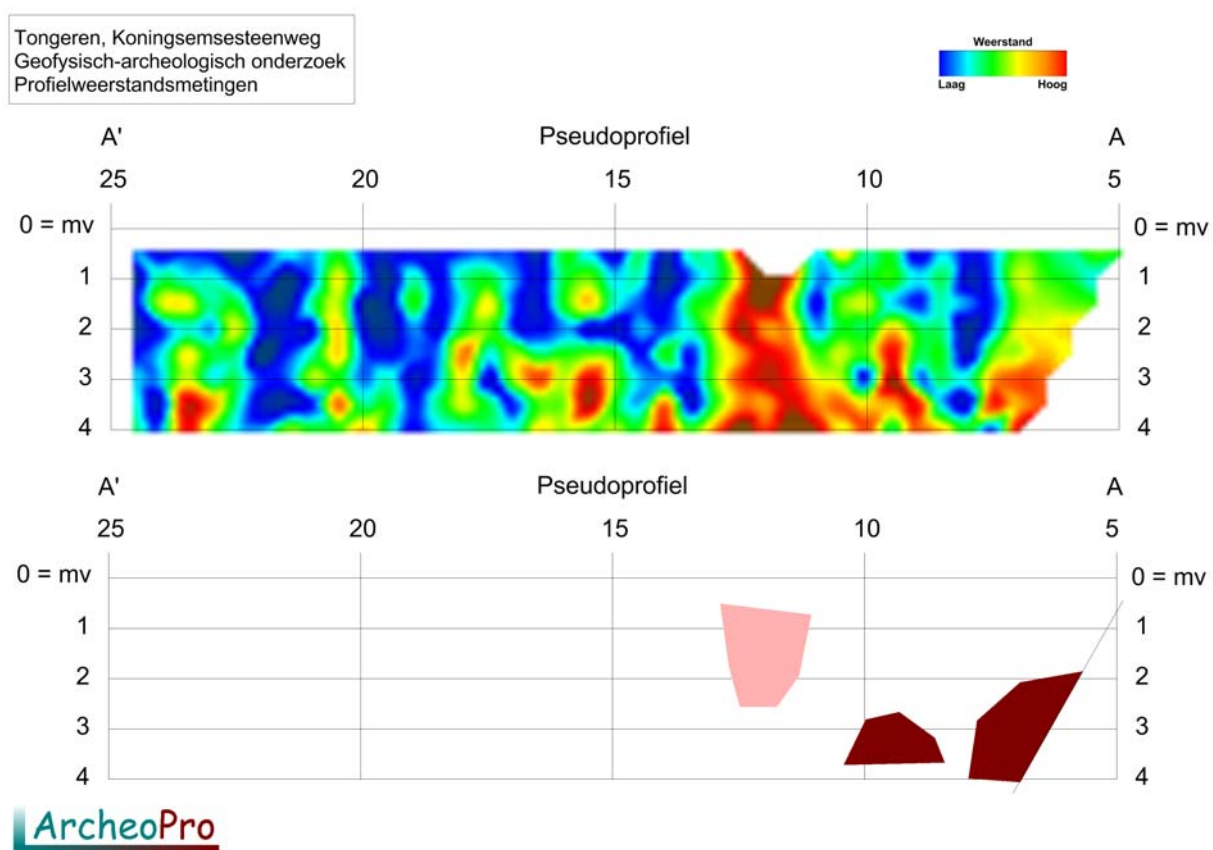 Tongeren, Koningsemsesteenweg
Geofysisch-archeologisch onderzoek
Profielweerstandsmetingen
Weerstand
Laag Hoog
A' Pseudoprofiel A
25 20 15 10 5
0 = mv 0 = mv
1 1
2 2
3 3
4 4
A' Pseudoprofiel A
25 20 15 10 5
0 = mv 0 = mv
1 1
2 2
3 3
4 4
ArcheoPro